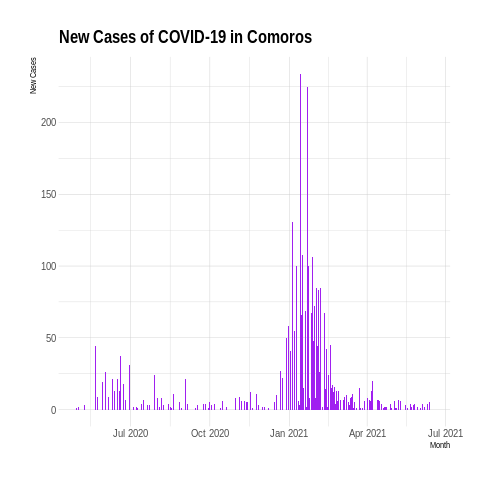 New Cases of COVID-19 in Comoros
New Cases
200
150
100
50
0
Jul 2020 Oct 2020 Jan 2021 Apr 2021 Jul 2021
Month